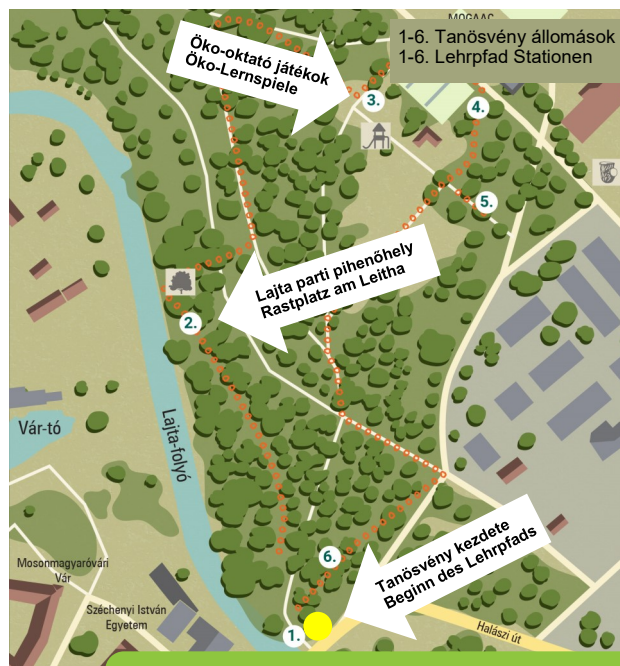 MOGAAC
1-6. Tanösvény állomások
1-6. Lehrpfad Stationen
Öko-oktató játékok
Öko-Lernspiele
3.
4.
5.
Lajta parti pihenőhely
Rastplatz am Leitha
2.
Lajta-folyó
Vár-tó
Tanösvény kezdete
Beginn des Lehrpfads
6.
Mosonmagyaróvári
Vár
Széchenyi István
Egyetem
1.
Halászi út